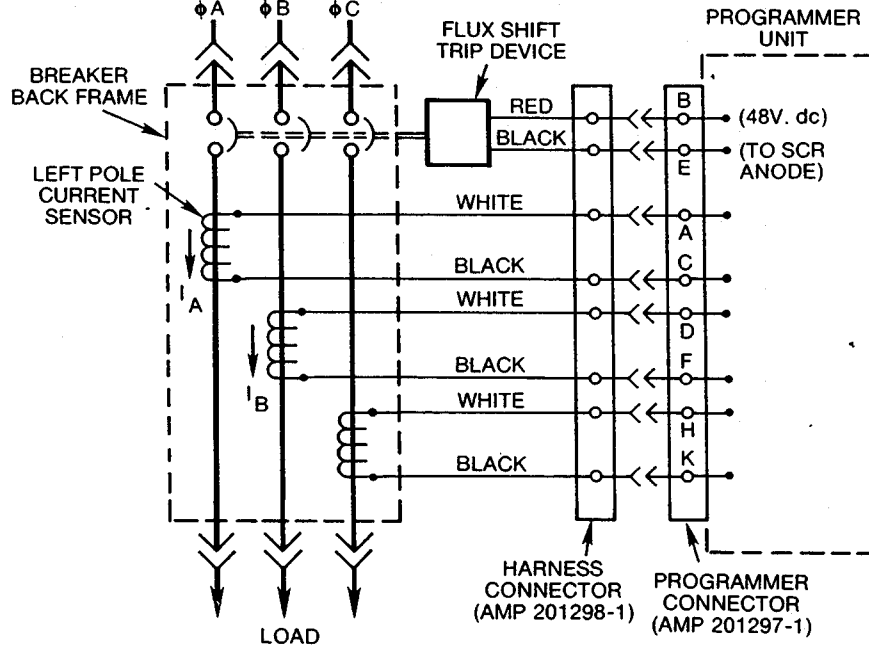 ϕA ϕB ϕC
FLUX SHIFT
TRIP DEVICE
PROGRAMMER
UNIT
BREAKER
BACK FRAME
RED
B
(48V. dc)
BLACK
E
(TO SCR
ANODE)
LEFT POLE
CURRENT
SENSOR
WHITE
A
I A
BLACK
C
WHITE
D
I B
BLACK
F
WHITE
H
BLACK
K
HARNESS
CONNECTOR
(AMP 201298-1)
PROGRAMMER
CONNECTOR
(AMP 201297-1)
LOAD